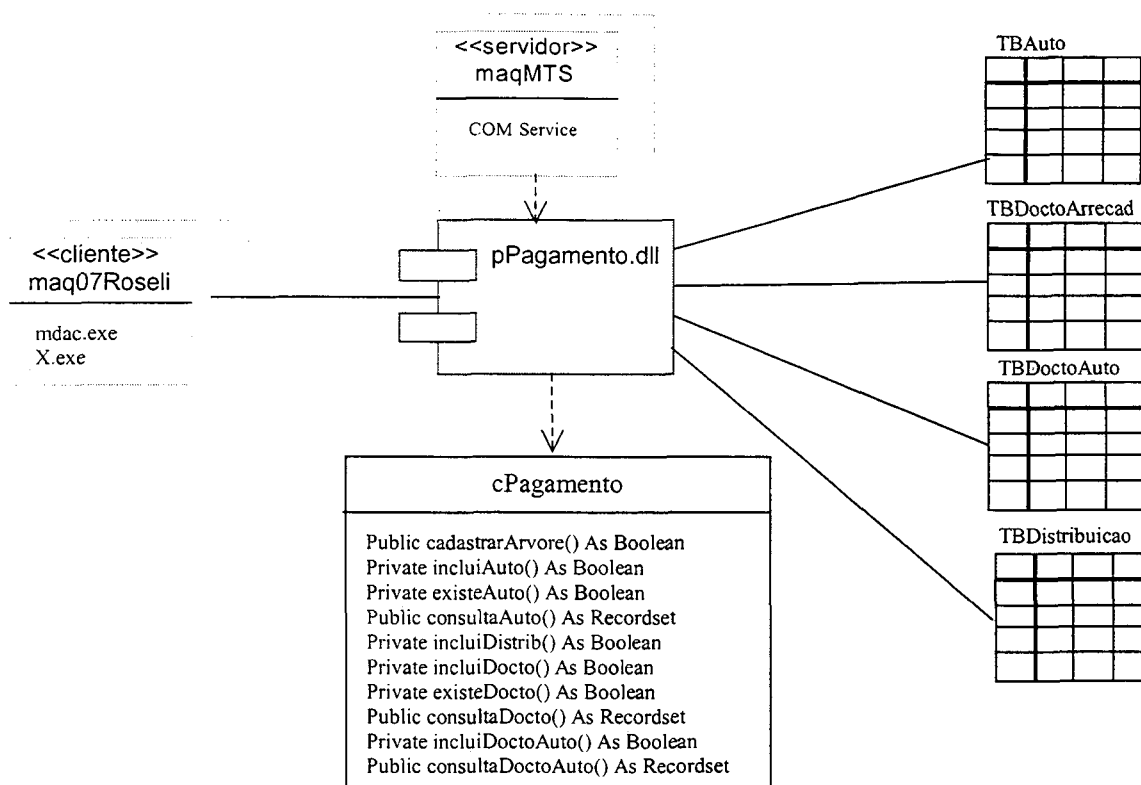 <<servidor>>
maqMTS
COM Service
<<cliente>>
maq07Roseli
mdac.exe
X.exe
pPagamento.dll
TBAuto
TBDoctoArrecad
TBDoctoAuto
TBDistribuicao
cPagamento
Public cadastrarArvore() As Boolean
Private incluiAuto() As Boolean
Private existeAuto() As Boolean
Public consultaAuto() As Recordset
Private incluiDistrib() As Boolean
Private incluiDocto() As Boolean
Private existeDocto() As Boolean
Public consultaDocto() As Recordset
Private incluiDoctoAuto() As Boolean
Public consultaDoctoAuto() As Recordset